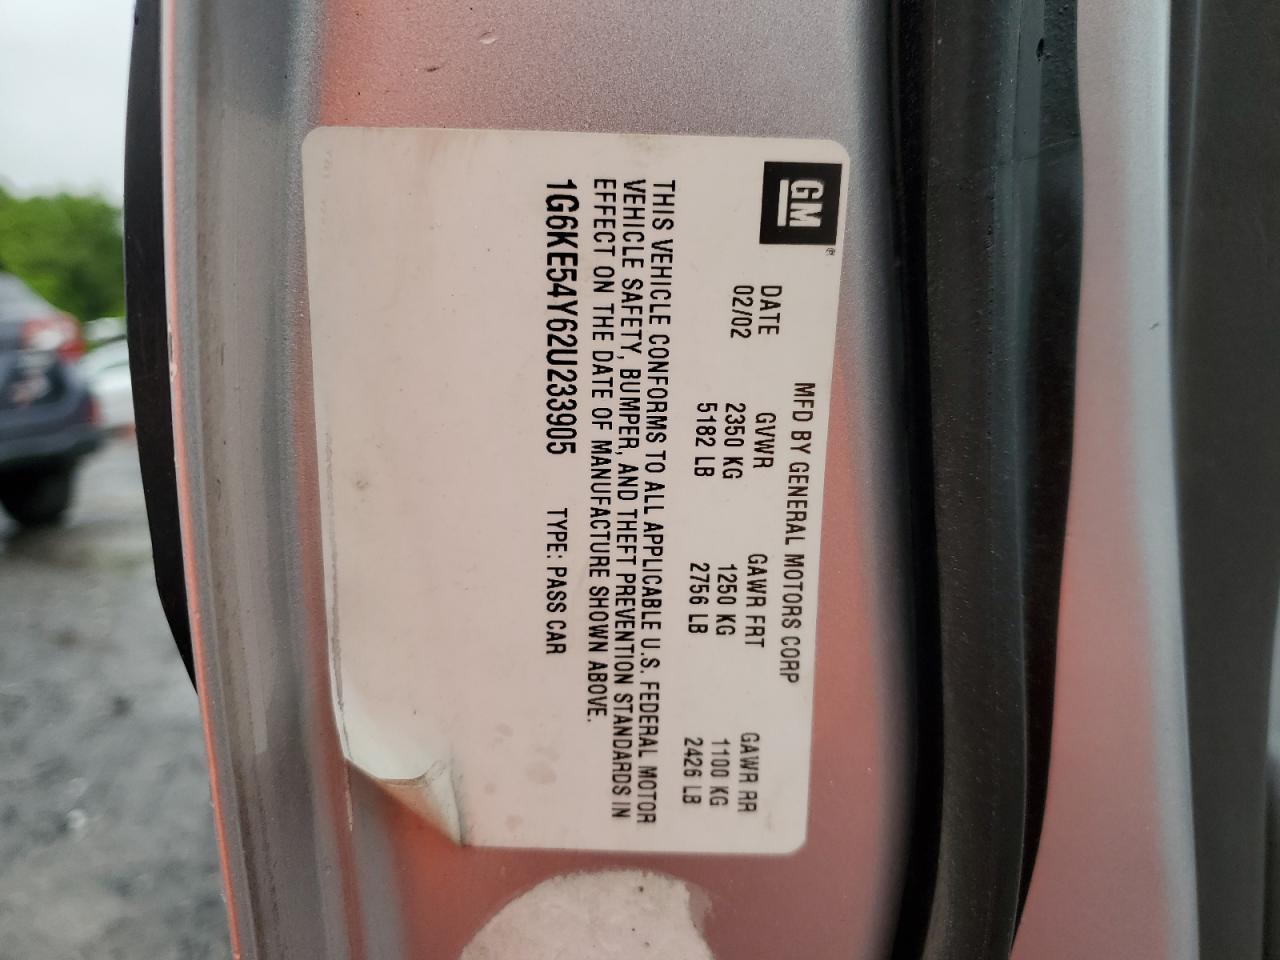 GM
MFD BY GENERAL MOTORS CORP
DATE GVWR GAWR FRT GAWR RR
02/02 2350 KG 1250 KG 1100 KG
5182 LB 2756 LB 2426 LB
THIS VEHICLE CONFORMS TO ALL APPLICABLE U.S. FEDERAL MOTOR
VEHICLE SAFETY, BUMPER, AND THEFT PREVENTION STANDARDS IN
EFFECT ON THE DATE OF MANUFACTURE SHOWN ABOVE.
1G6KE54Y62U233905 TYPE: PASS CAR